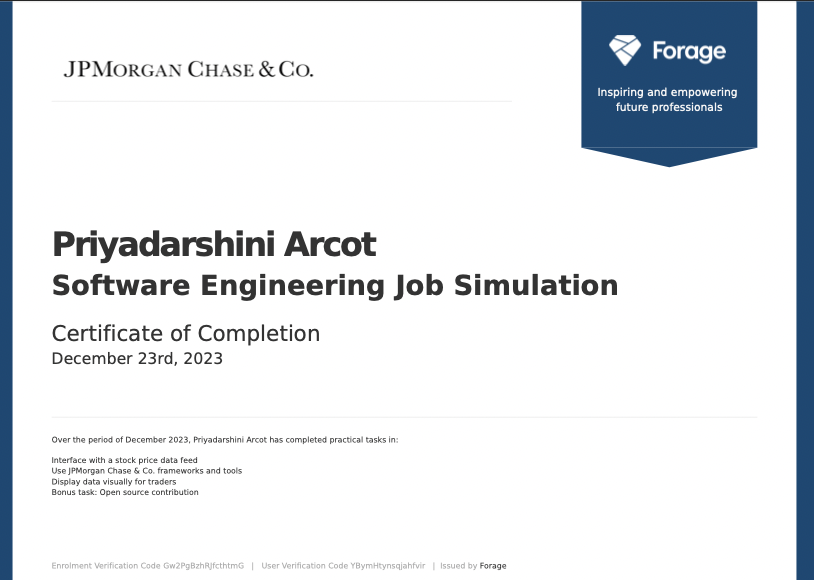 JPMORGAN CHASE & CO.
Forage
Inspiring and empowering
future professionals
Priyadarshini Arcot
Software Engineering Job Simulation
Certificate of Completion
December 23rd, 2023
Over the period of December 2023, Priyadarshini Arcot has completed practical tasks in:
Interface with a stock price data feed
Use JPMorgan Chase & Co. frameworks and tools
Display data visually for traders
Bonus task: Open source contribution
Enrolment Verification Code Gw2PgBzhRJfcthtmG | User Verification Code YBymHtynsqjahfvir | Issued by Forage